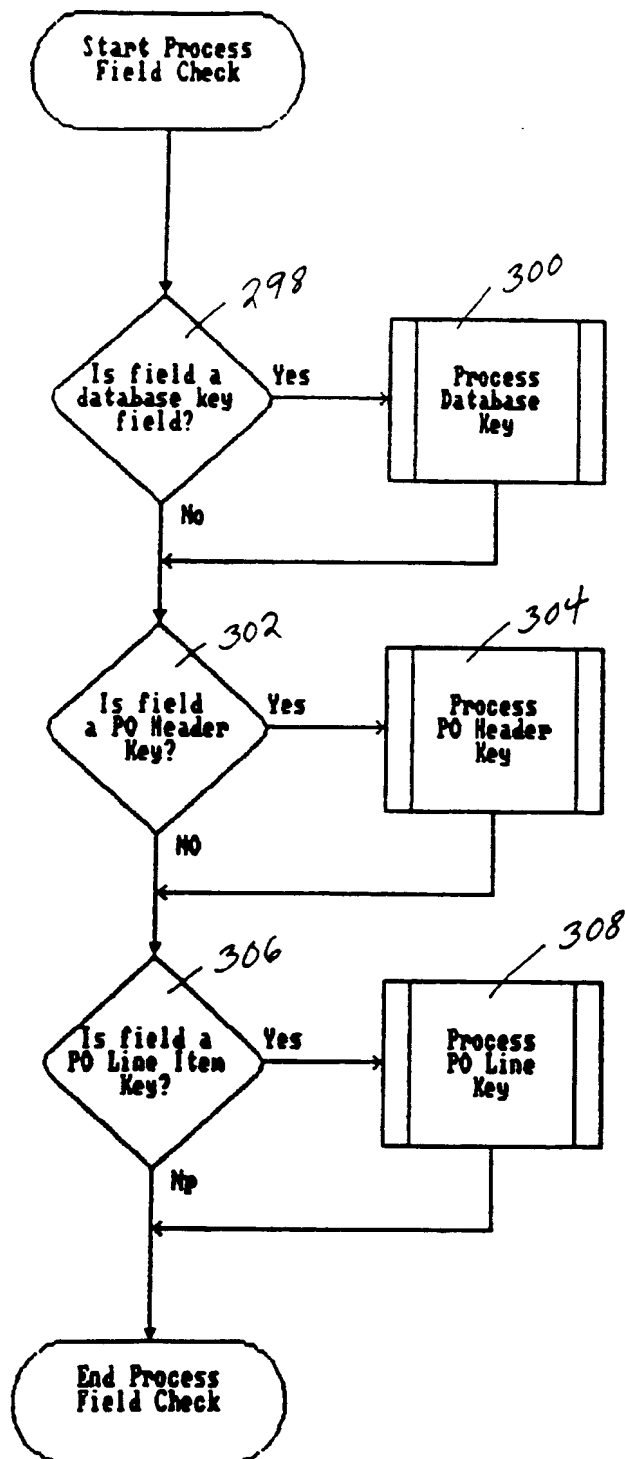 Start Process
Field Check
298
Is field a
database key
field?
Yes
300
Process
Database
Key
No
302
Is field
a PO Header
Key?
Yes
304
Process
PO Header
Key
NO
306
Is field a
PO Line Item
Key?
Yes
308
Process
PO Line
Key
Np
End Process
Field Check